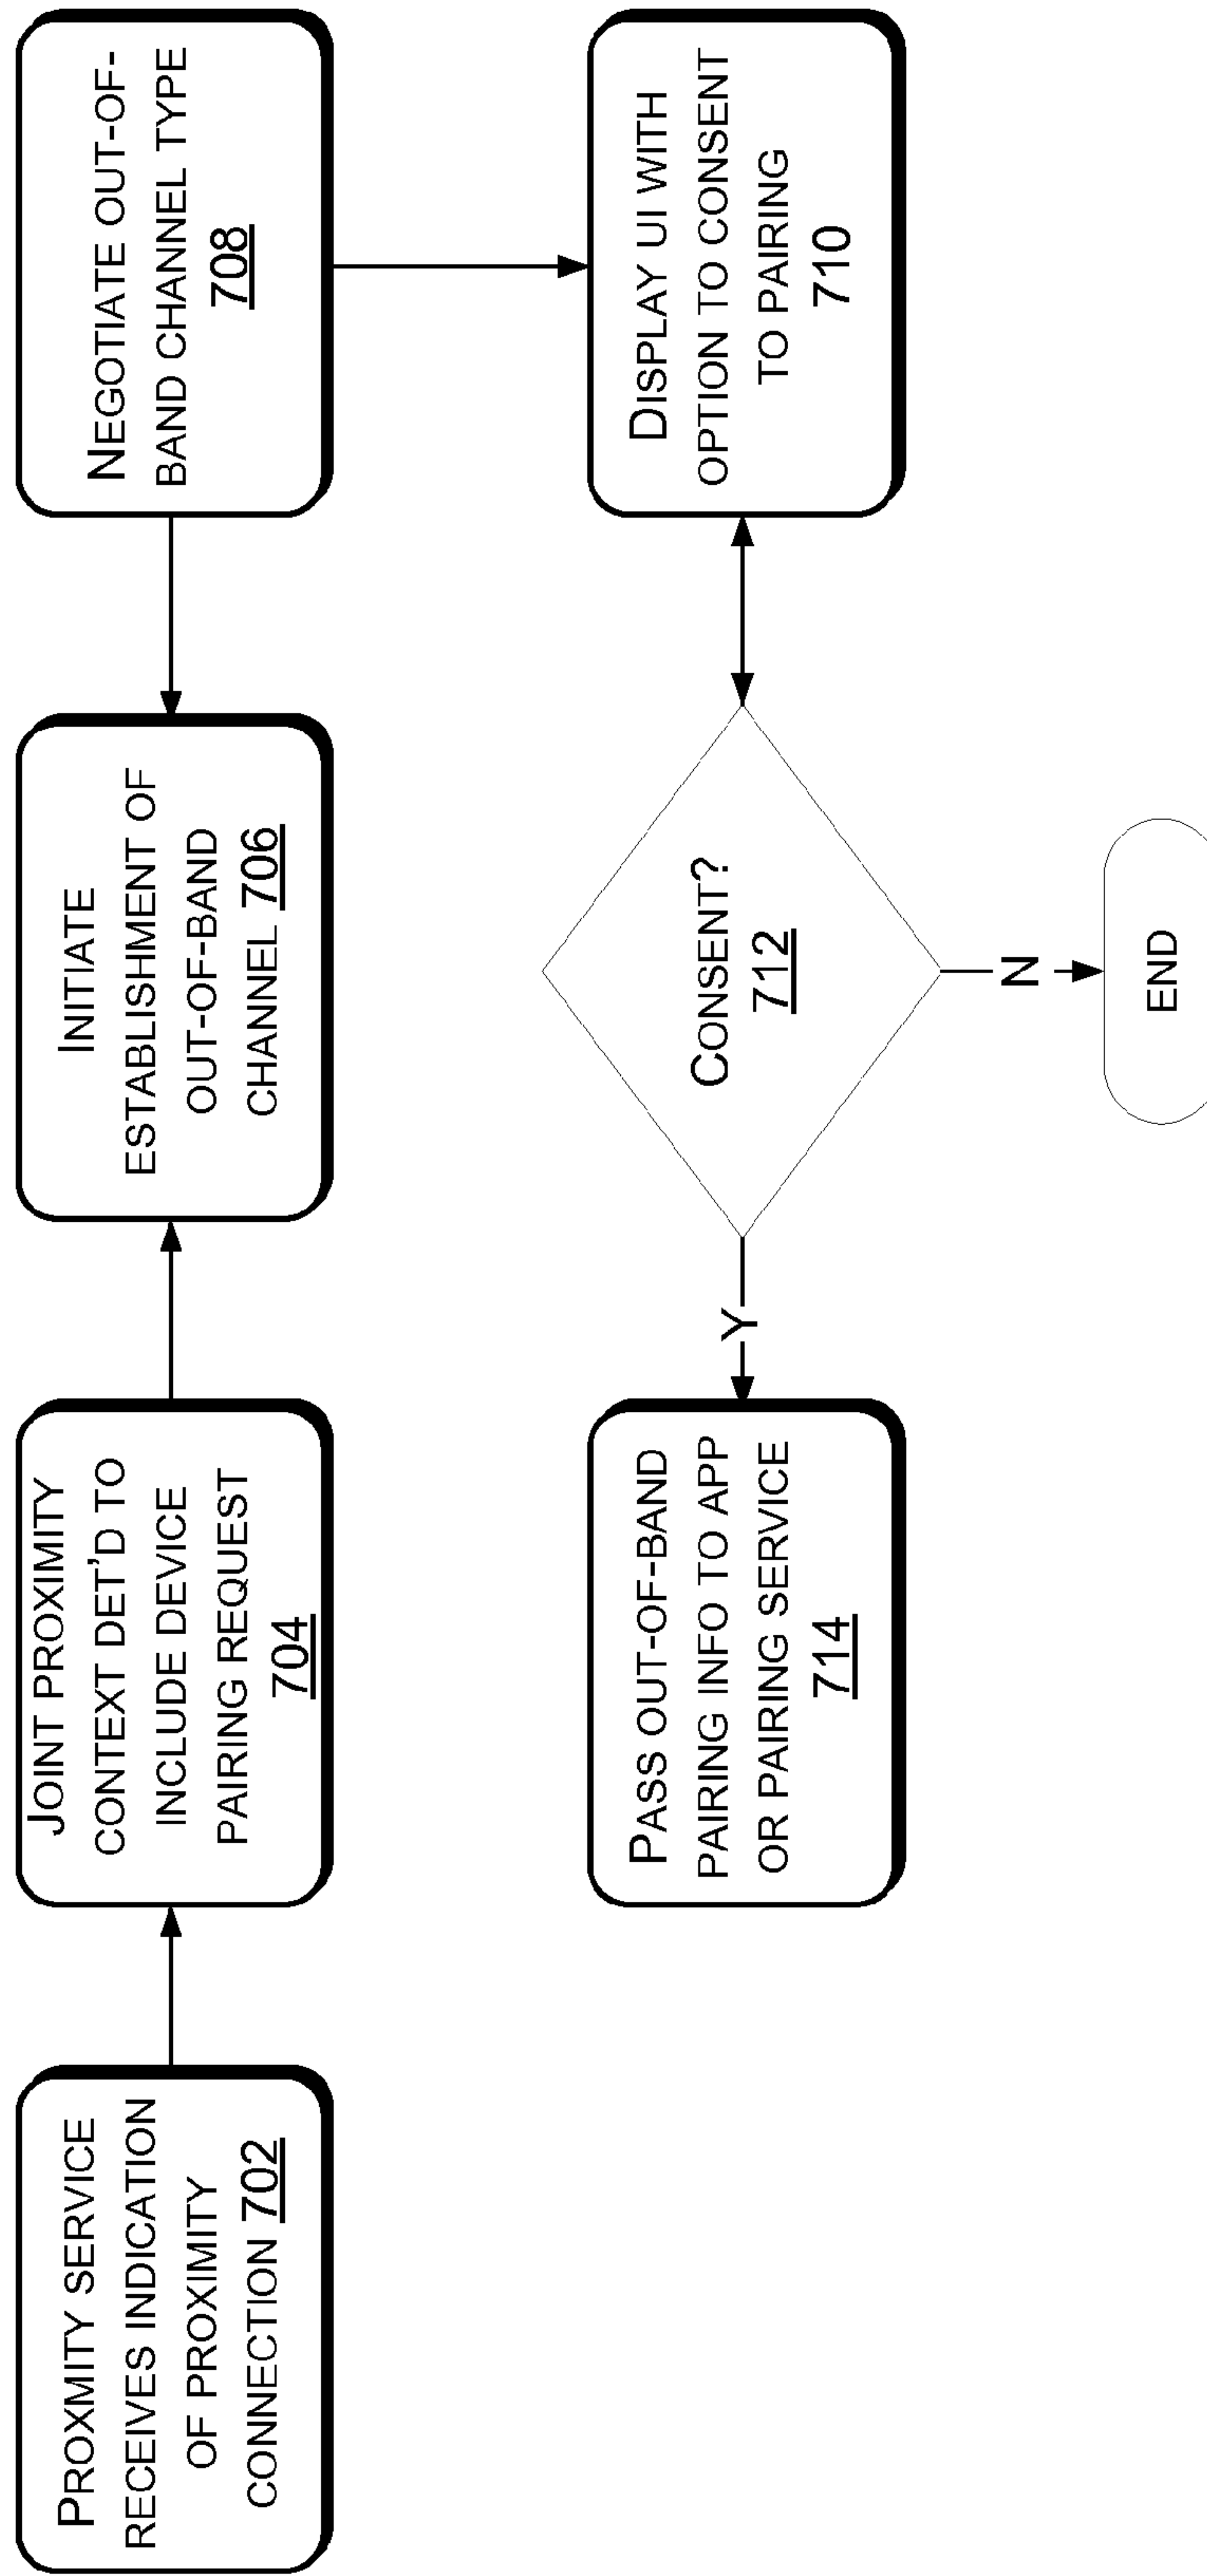 PROXIMITY SERVICE
RECEIVES INDICATION
OF PROXIMITY
CONNECTION 702
JOINT PROXIMITY
CONTEXT DET'D TO
INCLUDE DEVICE
PAIRING REQUEST
704
INITIATE
ESTABLISHMENT OF
OUT-OF-BAND
CHANNEL 706
NEGOTIATE OUT-OF-
BAND CHANNEL TYPE
708
DISPLAY UI WITH
OPTION TO CONSENT
TO PAIRING
710
CONSENT?
712
Y
N
PASS OUT-OF-BAND
PAIRING INFO TO APP
OR PAIRING SERVICE
714
END